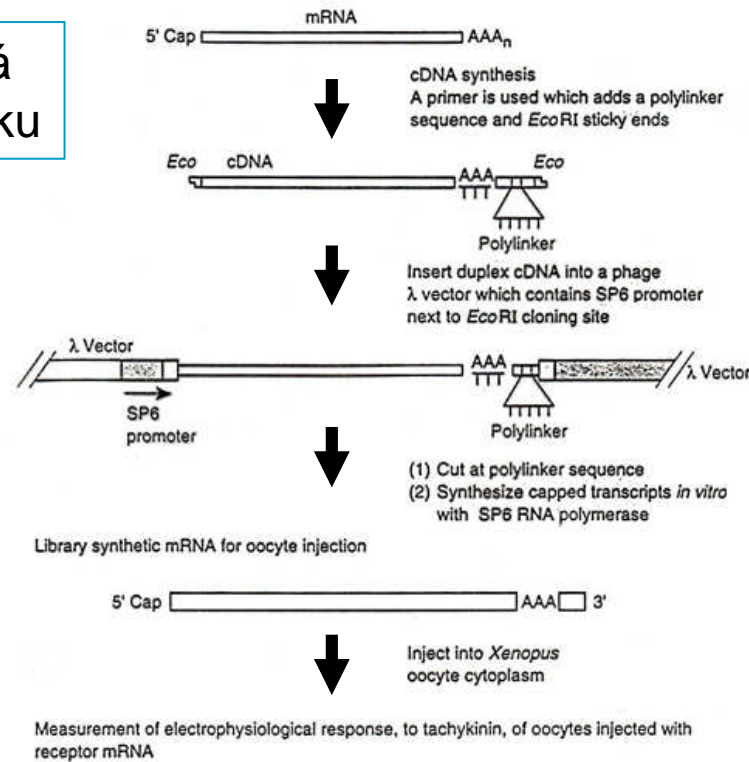 á
ku
mRNA
5' Cap AAAn
cDNA synthesis
A primer is used which adds a polylinker
sequence and EcoRI sticky ends
Eco cDNA AAA Eco
Polylinker
Insert duplex cDNA into a phage
λ vector which contains SP6 promoter
next to EcoRI cloning site
λ Vector AAA λ Vector
SP6
promoter
Polylinker
(1) Cut at polylinker sequence
(2) Synthesize capped transcripts in vitro
with SP6 RNA polymerase
Library synthetic mRNA for oocyte injection
5' Cap AAA 3'
Inject into Xenopus
oocyte cytoplasm
Measurement of electrophysiological response, to tachykinin, of oocytes injected with
receptor mRNA